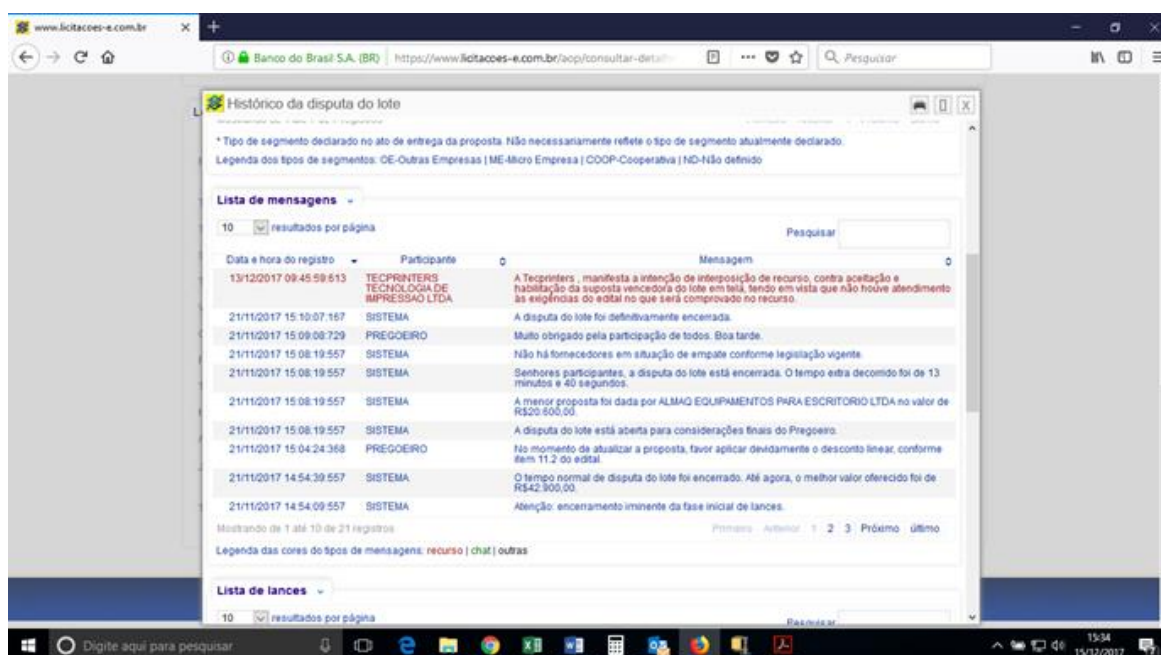 www.licitacoes-e.com.br
Banco do Brasil S.A. (BR) https://www.licitacoes-e.com.br/aop/consultar-detalh
Pesquisar
Histórico da disputa do lote
* Tipo de segmento declarado no ato de entrega da proposta. Não necessariamente reflete o tipo de segmento atualmente declarado.
Legenda dos tipos de segmentos: OE-Outras Empresas | ME-Micro Empresa | COOP-Cooperativa | ND-Não definido
Lista de mensagens
10 resultados por página
Pesquisar
Data e hora do registro Participante Mensagem
13/12/2017 09:45:59:613 TECPRINTERS TECNOLOGIA DE IMPRESSAO LTDA A Tecprinters , manifesta a intenção de interposição de recurso, contra aceitação e
habilitação da suposta vencedora do lote em tela, tendo em vista que não houve atendimento
às exigências do edital no que será comprovado no recurso.
21/11/2017 15:10:07:167 SISTEMA A disputa do lote foi definitivamente encerrada.
21/11/2017 15:09:08:729 PREGOEIRO Muito obrigado pela participação de todos. Boa tarde.
21/11/2017 15:08:19:557 SISTEMA Não há fornecedores em situação de empate conforme legislação vigente.
21/11/2017 15:08:19:557 SISTEMA Senhores participantes, a disputa do lote está encerrada. O tempo extra decorrido foi de 13
minutos e 40 segundos.
21/11/2017 15:08:19:557 SISTEMA A menor proposta foi dada por ALMAQ EQUIPAMENTOS PARA ESCRITORIO LTDA no valor de
R$20.600,00.
21/11/2017 15:08:19:557 SISTEMA A disputa do lote está aberta para considerações finais do Pregoeiro.
21/11/2017 15:04:24:368 PREGOEIRO No momento de atualizar a proposta, favor aplicar devidamente o desconto linear, conforme
item 11.2 do edital.
21/11/2017 14:54:39:557 SISTEMA O tempo normal de disputa do lote foi encerrado. Até agora, o melhor valor oferecido foi de
R$42.900,00.
21/11/2017 14:54:09:557 SISTEMA Atenção: encerramento iminente da fase inicial de lances.
Mostrando de 1 até 10 de 21 registros
Primeiro Anterior 1 2 3 Próximo último
Legenda das cores do tipos de mensagens: recurso | chat | outras
Lista de lances
10 resultados por página
Pesquisar
Digite aqui para pesquisar
15:34
15/12/2017